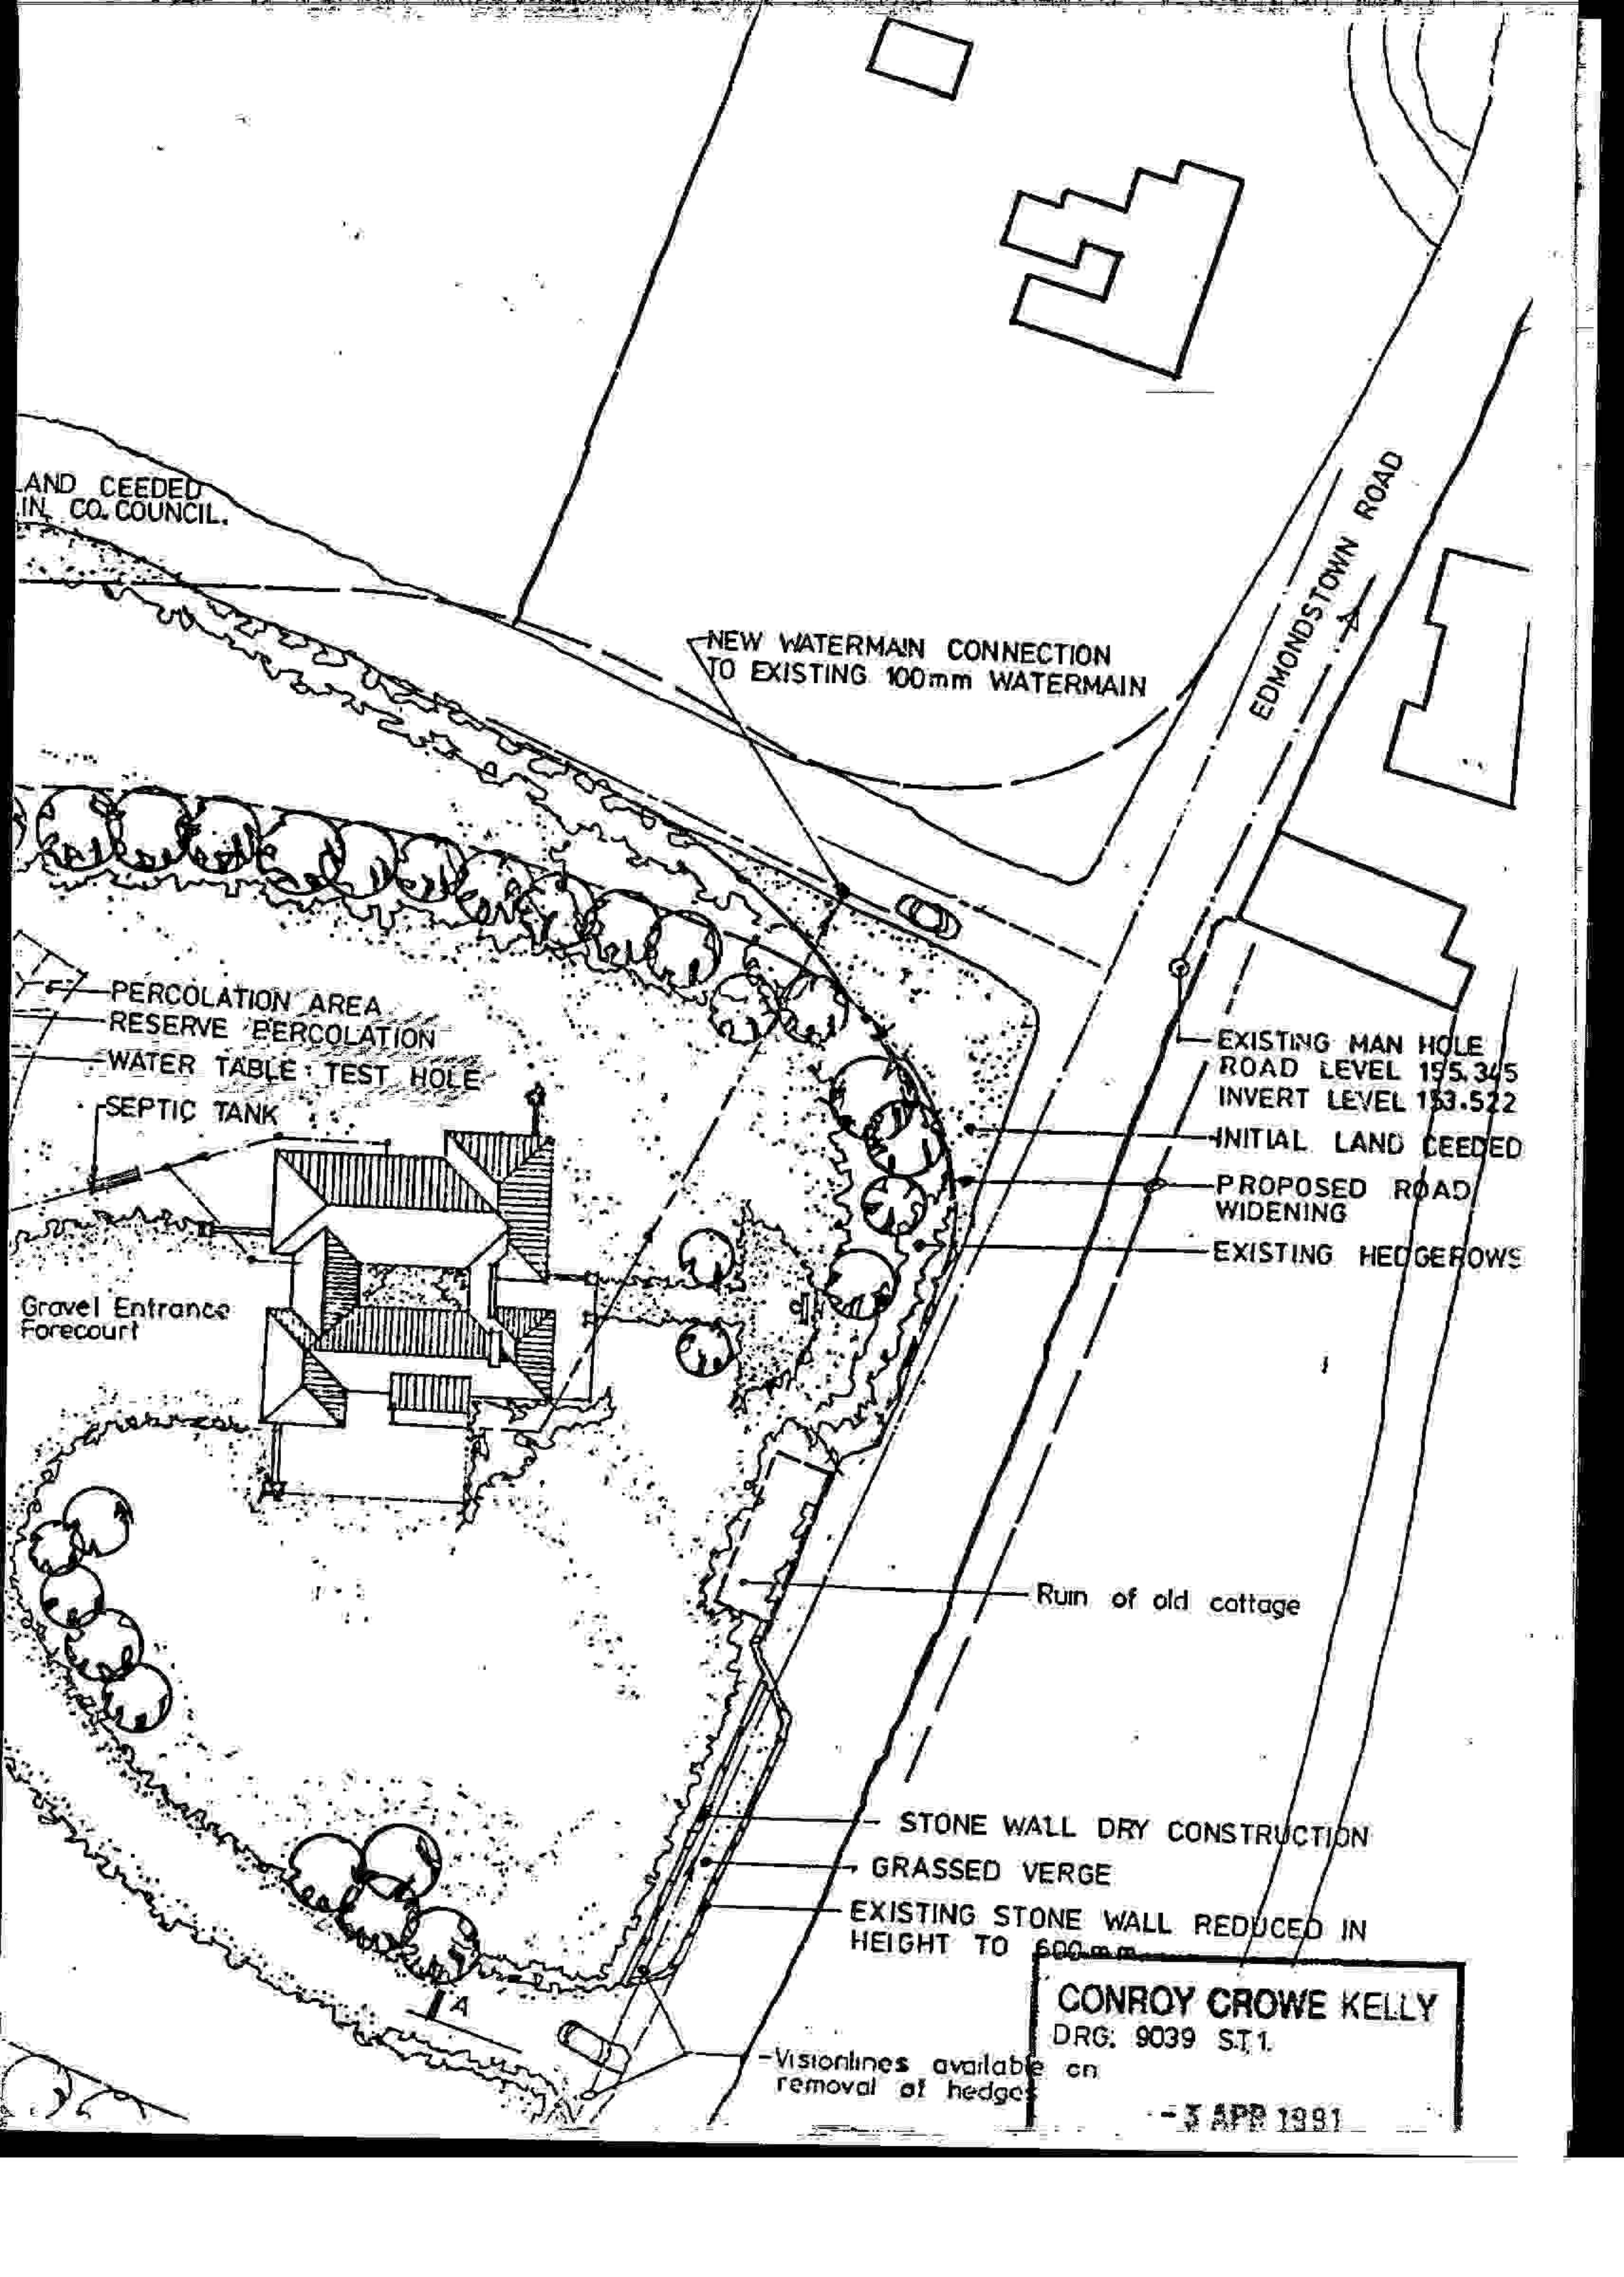 AND CEEDED
IN. CO. COUNCIL.
NEW WATERMAIN CONNECTION
TO EXISTING 100mm WATERMAIN
EDMONDSTOWN ROAD
PERCOLATION AREA
RESERVE PERCOLATION
WATER TABLE TEST HOLE
SEPTIC TANK
EXISTING MAN HOLE
ROAD LEVEL 155.345
INVERT LEVEL 153.522
INITIAL LAND CEEDED
PROPOSED ROAD
WIDENING
EXISTING HEDGEROWS
Gravel Entrance
Forecourt
Ruin of old cottage
STONE WALL DRY CONSTRUCTION
GRASSED VERGE
EXISTING STONE WALL REDUCED IN
HEIGHT TO 600mm
A
Visionlines available on
removal of hedges
CONROY CROWE KELLY
DRG. 9039 S.T.1.
-3 APR 1991